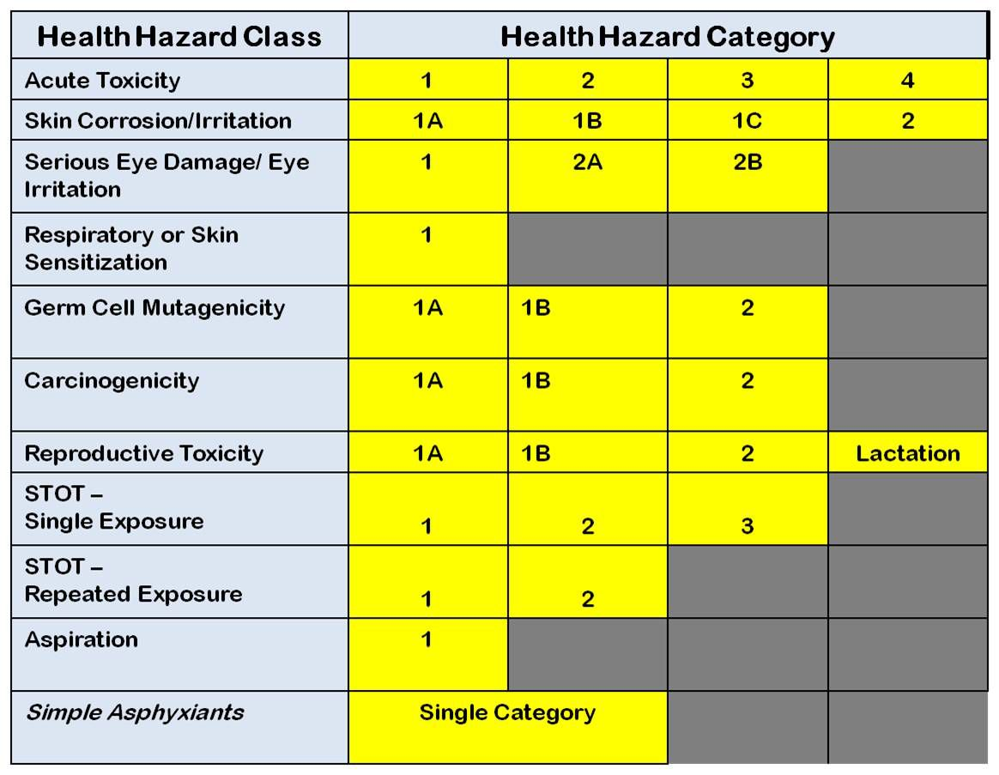 Health Hazard Class Health Hazard Category
Acute Toxicity 1 2 3 4
Skin Corrosion/Irritation 1A 1B 1C 2
Serious Eye Damage/ Eye 1 2A 2B
Irritation
Respiratory or Skin 1
Sensitization
Germ Cell Mutagenicity 1A 1B 2
Carcinogenicity 1A 1B 2
Reproductive Toxicity 1A 1B 2 Lactation
STOT –
Single Exposure 1 2 3
STOT –
Repeated Exposure 1 2
Aspiration 1
Simple Asphyxiants Single Category